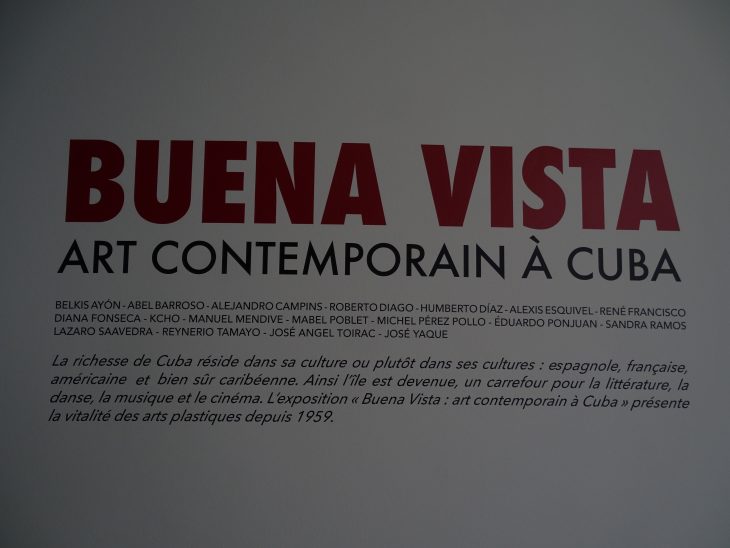 BUENA VISTA
ART CONTEMPORAIN À CUBA
BELKIS AYÓN - ABEL BARROSO - ALEJANDRO CAMPINS - ROBERTO DIAGO - HUMBERTO DÍAZ - ALEXIS ESQUIVEL - RENÉ FRANCISCO
DIANA FONSECA - KCHO - MANUEL MENDIVE - MABEL POBLET - MICHEL PÉREZ POLLO - ÉDUARDO PONJUAN - SANDRA RAMOS
LAZARO SAAVEDRA - REYNERIO TAMAYO - JOSÉ ANGEL TOIRAC - JOSÉ YAQUE
La richesse de Cuba réside dans sa culture ou plutôt dans ses cultures : espagnole, française,
américaine et bien sûr caribéenne. Ainsi l'île est devenue, un carrefour pour la littérature, la
danse, la musique et le cinéma. L'exposition « Buena Vista : art contemporain à Cuba » présente
la vitalité des arts plastiques depuis 1959.